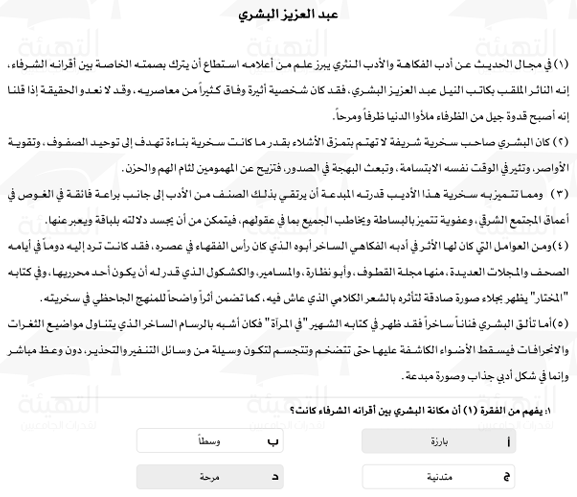 عبد العزيز البشري
(١) في مجال الحديث عن أدب الفكاهة والأدب النثري يبرز علم من أعلامه استطاع أن يترك بصمته الخاصة بين أقرانه الشرفاء،
إنه الناثر الملقب بكاتب النيل عبد العزيز البشري، فقد كان شخصية أثيرة وفاق كثيراً من معاصريه، وقد لا نعدو الحقيقة إذا قلنا
إنه أصبح قدوة جيل من الظرفاء ملأوا الدنيا ظرفاً ومرحاً.
(٢) كان البشري صاحب سخرية شريفة لا تهتم بتمزق الأشلاء بقدر ما كانت سخرية بناءة تهدف إلى توحيد الصفوف، وتقوية
الأواصر، وتثير في الوقت نفسه الابتسامة، وتبعث البهجة في الصدور، فتزيح عن المهمومين لثام الهم والحزن.
(٣) ومما تتميز به سخرية هذا الأديب قدرته المبدعة أن يرتقي بذلك الصنف من الأدب إلى جانب براعة فائقة في الغوص في
أعماق المجتمع الشرقي، وعفوية تتميز بالبساطة ويخاطب الجميع بما في عقولهم، فيتمكن من أن يجسد دلالته بلباقة ويعبر عنها.
(٤) ومن العوامل التي كان لها الأثر في أدبه الفكاهي الساخر أبوه الذي كان رأس الفقهاء في عصره، فقد كانت ترد إليه دوماً في أيامه
الصحف والمجلات العديدة، منها مجلة القطوف، وأبو نظارة، والمسامير، والكشكول الذي قدر له أن يكون أحد محرريها، وفي كتابه
"المختار" يظهر بجلاء صورة صادقة لتأثره بالشعر الكلامي الذي عاش فيه، كما تضمن أثراً واضحاً للمنهج الجاحظي في سخريته.
(٥) أما تألق البشري فناناً ساخراً فقد ظهر في كتابه الشهير "في المرآة" فكان أشبه بالرسام الساخر الذي يتناول مواضيع الثغرات
والانحرافات فيسقط الأضواء الكاشفة عليها حتى تتضخم وتتجسم لتكون وسيلة من وسائل التنفير والتحذير، دون وعظ مباشر
وإنما في شكل أدبي جذاب وصورة مبدعة.
١: يفهم من الفقرة (١) أن مكانة البشري بين أقرانه الشرفاء كانت؟
أ بارزة ب وسطاً
ج متدنية د مرحة